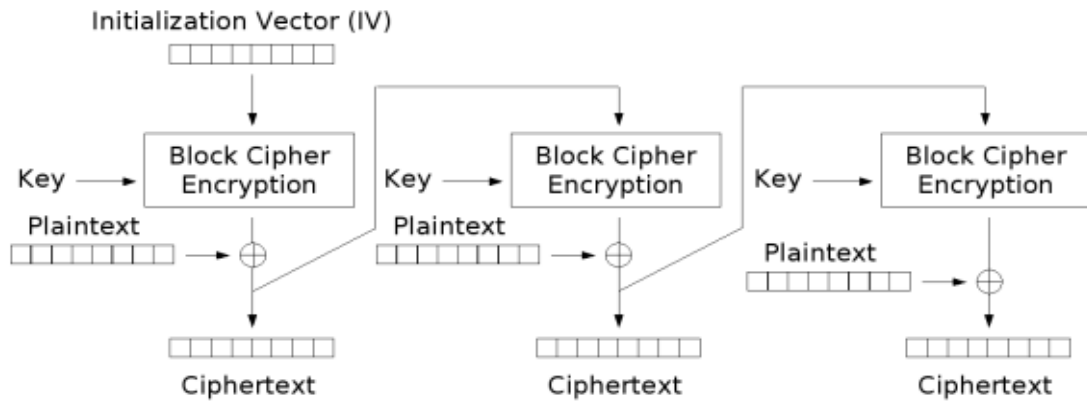 Initialization Vector (IV)
Block Cipher
Encryption
Key
Plaintext
Ciphertext
Block Cipher
Encryption
Key
Plaintext
Ciphertext
Block Cipher
Encryption
Key
Plaintext
Ciphertext